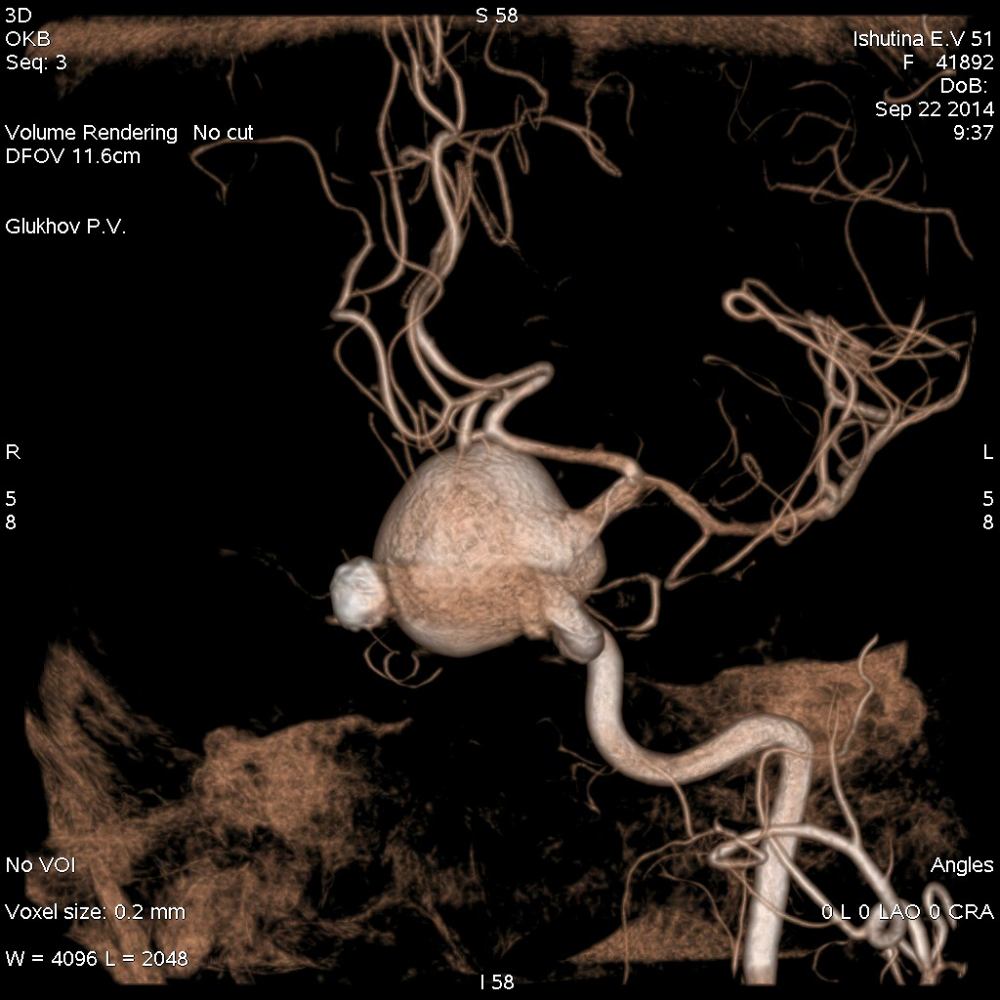 3D
OKB
Seq: 3
Volume Rendering No cut
DFOV 11.6cm
Glukhov P.V.
S 58
Ishutina E.V 51
F 41892
DoB:
Sep 22 2014
9:37
R
5
8
L
5
8
No VOI
Voxel size: 0.2 mm
W = 4096 L = 2048
I 58
Angles
0 L 0 LAO 0 CRA